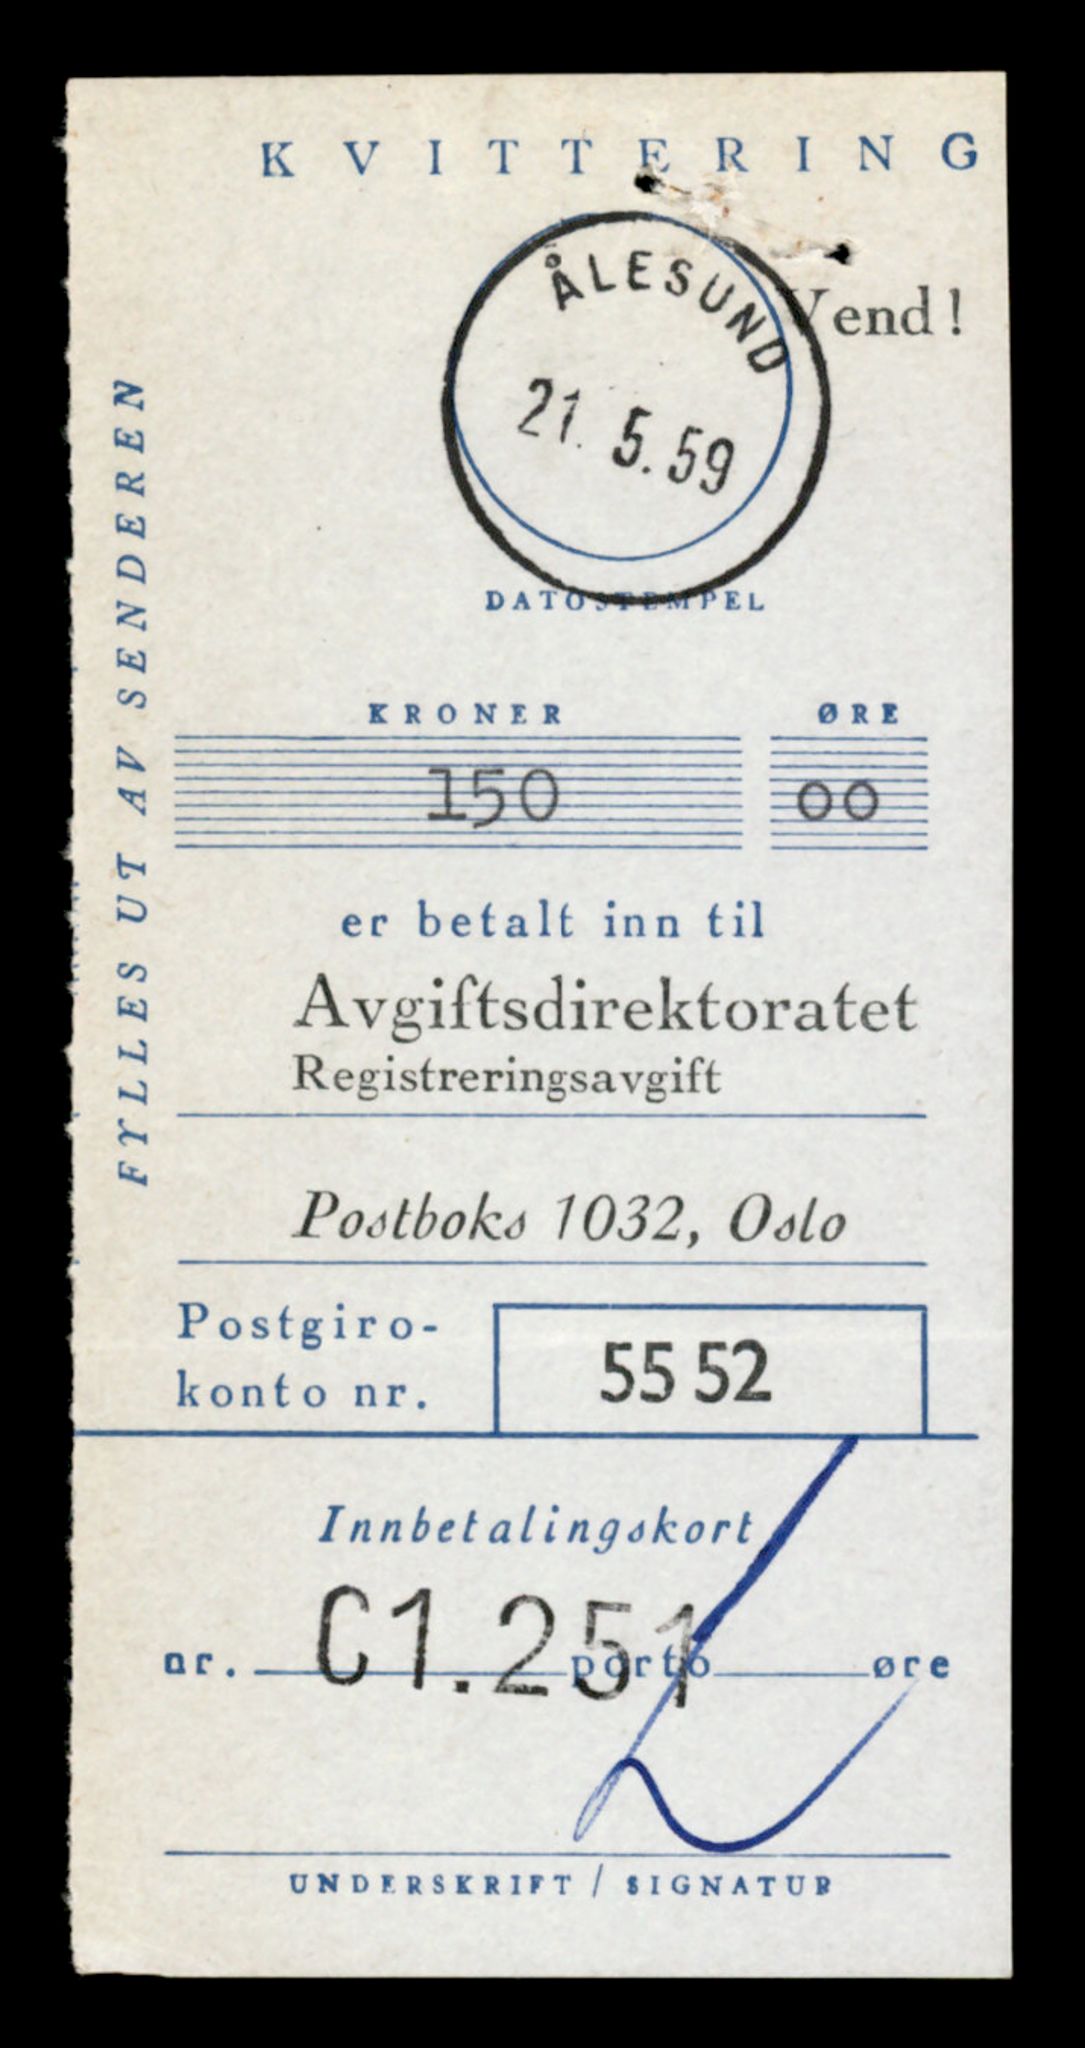 KVITTERING
Vend!
ÅLESUND
21. 5. 59
DATOSTEMPEL
FYLLES UT AV SENDEREN
KRONER ØRE
150 00
er betalt inn til
Avgiftsdirektoratet
Registreringsavgift
Postboks 1032, Oslo
Postgiro-
konto nr.
55 52
Innbetalingskort
nr. C1.251 porto øre
UNDERSKRIFT / SIGNATUR